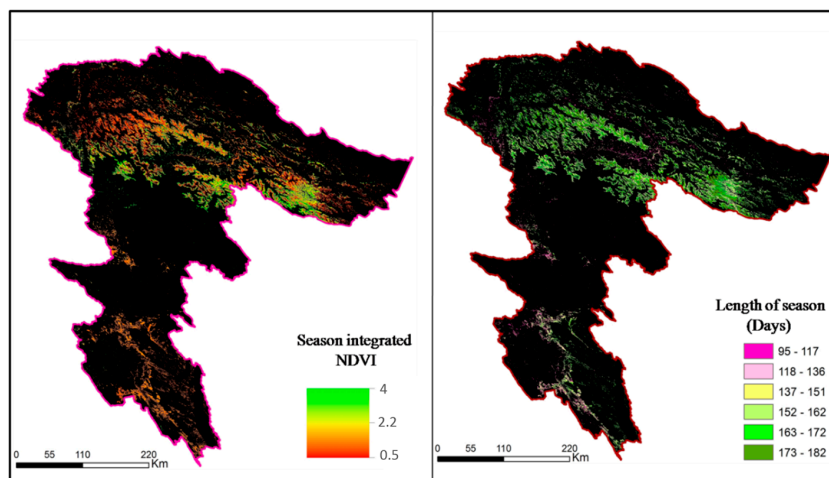 Season integrated
NDVI
4
2.2
0.5
0 55 110 220
Km
Length of season
(Days)
95 - 117
118 - 136
137 - 151
152 - 162
163 - 172
173 - 182
0 55 110 220
Km